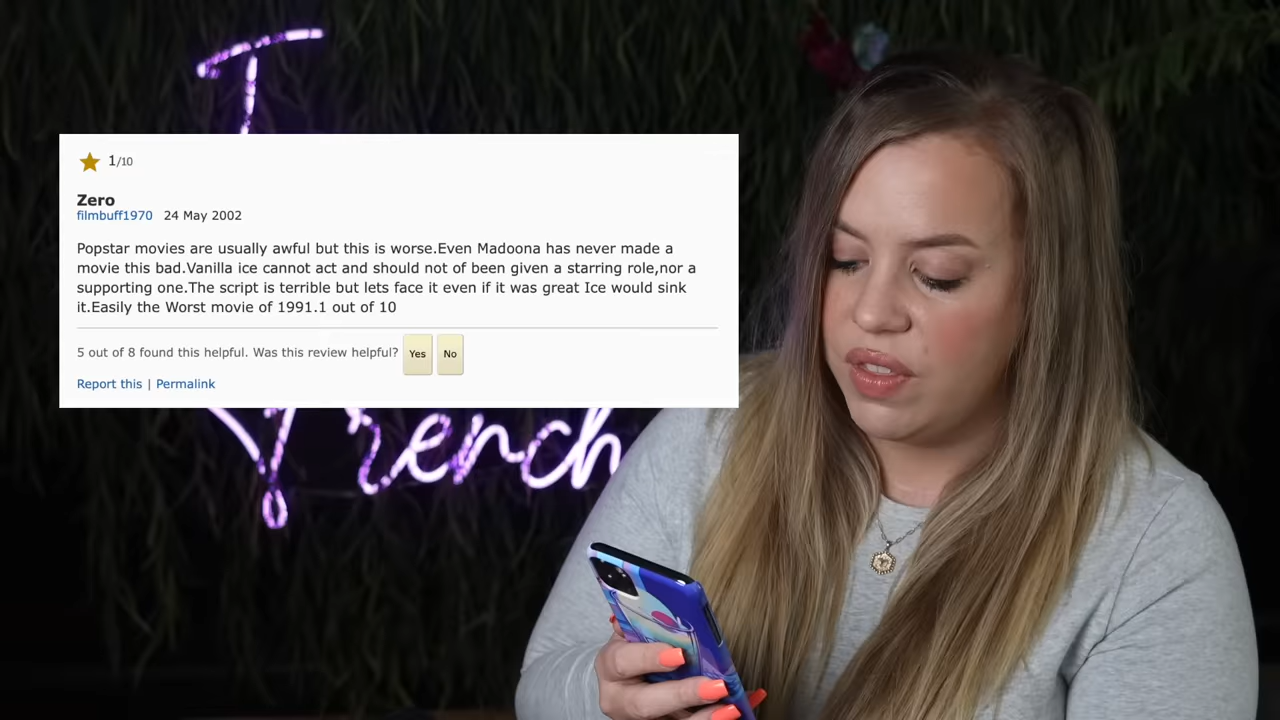 1/10
Zero
filmbuff1970 24 May 2002
Popstar movies are usually awful but this is worse.Even Madoona has never made a
movie this bad.Vanilla ice cannot act and should not of been given a starring role,nor a
supporting one.The script is terrible but lets face it even if it was great Ice would sink
it.Easily the Worst movie of 1991.1 out of 10
5 out of 8 found this helpful. Was this review helpful? Yes No
Report this | Permalink
French